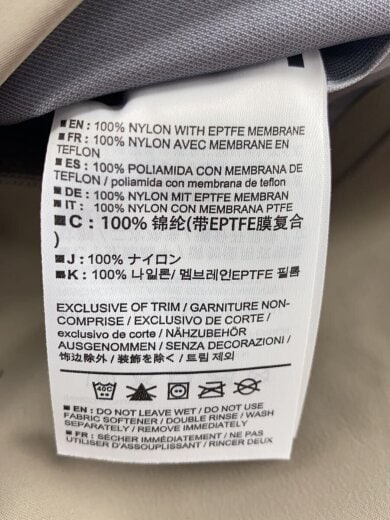 ■ EN : 100% NYLON WITH EPTFE MEMBRANE
■ FR : 100% NYLON AVEC MEMBRANE EN
TEFLON
■ ES : 100% POLIAMIDA CON MEMBRANA DE
TEFLON / poliamida con membrana de teflon
■ DE : 100% NYLON MIT EPTFE MEMBRAN
■ IT : 100% NYLON CON MEMBRANA PTFE
■ C : 100% 锦纶(带EPTFE膜复合
)
■ J : 100% ナイロン
■ K : 100% 나일론/ 멤브레인EPTFE 필름
EXCLUSIVE OF TRIM / GARNITURE NON-
COMPRISE / EXCLUSIVO DE CORTE /
exclusivo de corte / NÄHZUBEHÖR
AUSGENOMMEN / SENZA DECORAZIONI /
饰边除外 / 装飾を除く / 트림 제외
40C
■ EN : DO NOT LEAVE WET / DO NOT USE
FABRIC SOFTENER / DOUBLE RINSE / WASH
SEPARATELY / REMOVE IMMEDIATELY /
■ FR : SÉCHER IMMÉDIATEMENT / NE PAS
UTILISER D'ASSOUPLISSANT / RINCER DEUX